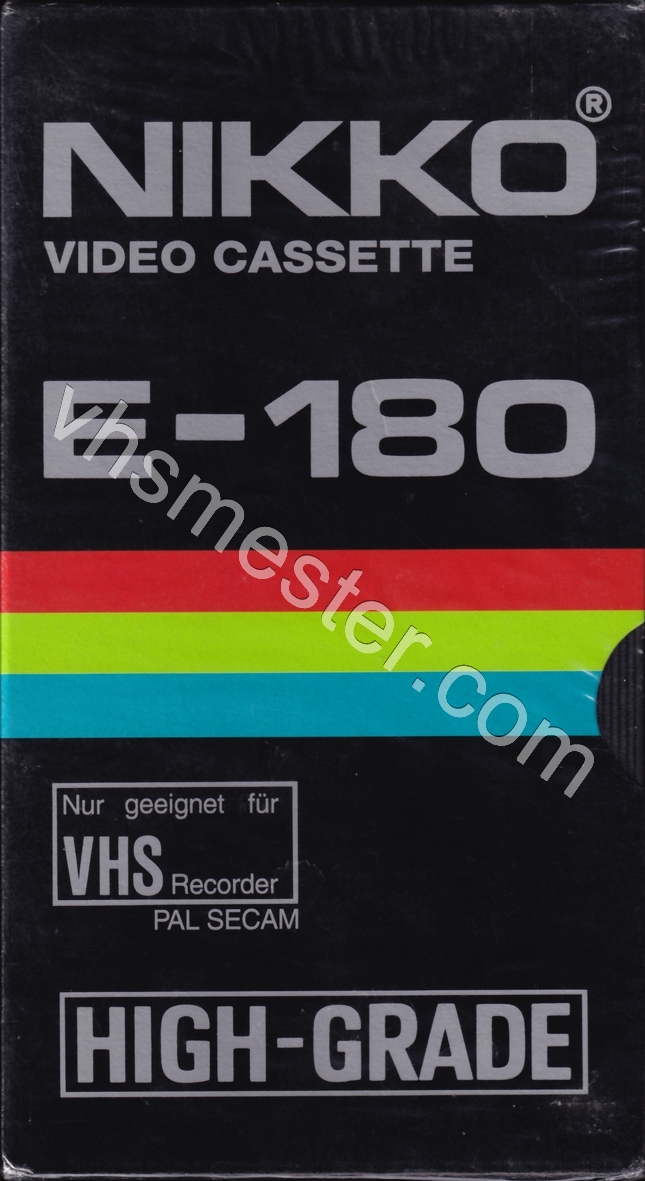 NIKKO®
VIDEO CASSETTE
E-180
vhsmester.com
Nur geeignet für
VHS Recorder
PAL SECAM
HIGH-GRADE